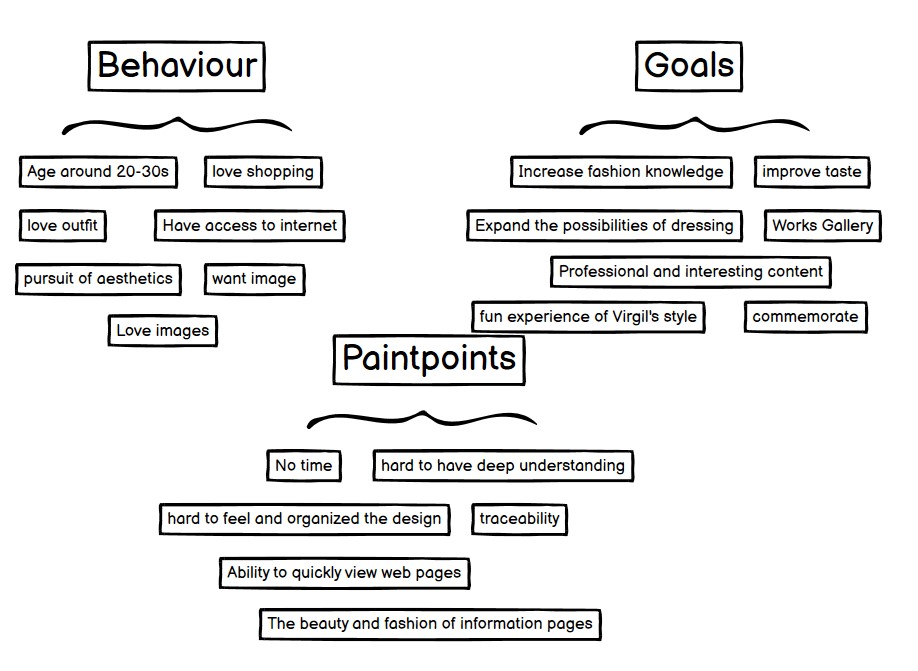 Behaviour
Age around 20-30s
love shopping
love outfit
Have access to internet
pursuit of aesthetics
want image
Love images
Goals
Increase fashion knowledge
improve taste
Expand the possibilities of dressing
Works Gallery
Professional and interesting content
fun experience of Virgil's style
commemorate
Paintpoints
No time
hard to have deep understanding
hard to feel and organized the design
traceability
Ability to quickly view web pages
The beauty and fashion of information pages